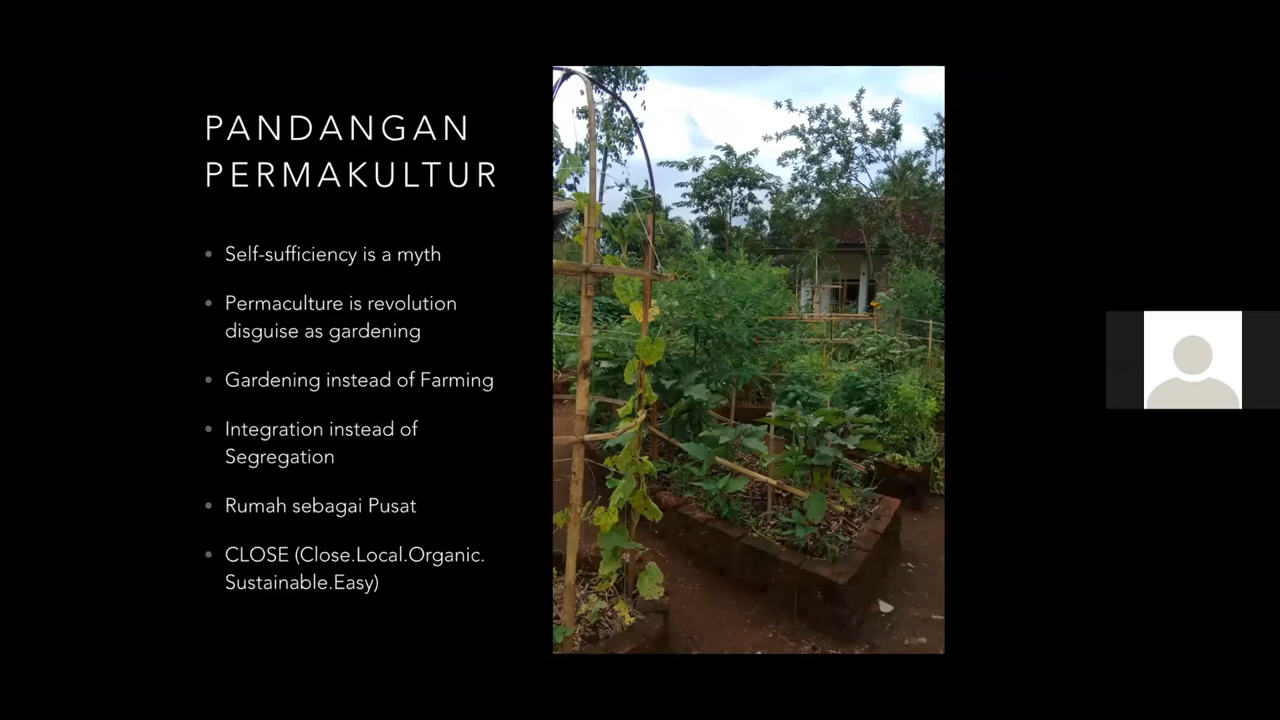 PANDANGAN
PERMAKULTUR
• Self-sufficiency is a myth
• Permaculture is revolution
disguise as gardening
• Gardening instead of Farming
• Integration instead of
Segregation
• Rumah sebagai Pusat
• CLOSE (Close.Local.Organic.
Sustainable.Easy)